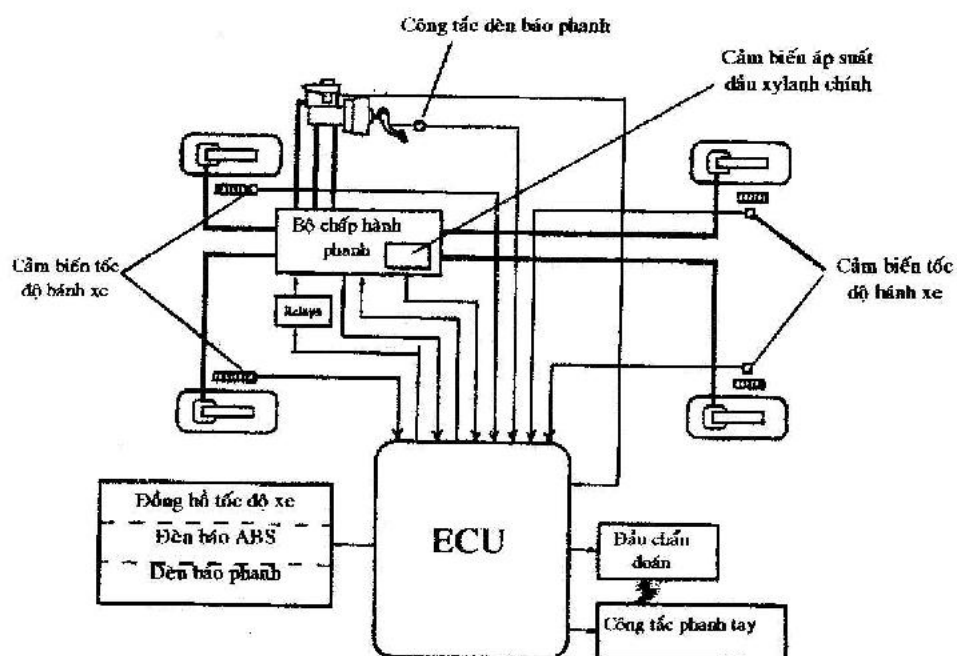 Công tắc dèn báo phanh
Cảm biến áp suất
dầu xylanh chính
Bộ chấp hành
phanh
Cảm biến tốc
độ bánh xe
Cảm biến tốc
độ bánh xe
Relays
ECU
Đồng hồ tốc độ xe
Đèn báo ABS
Đèn báo phanh
Đầu chẩn
đoán
Công tắc phanh tay